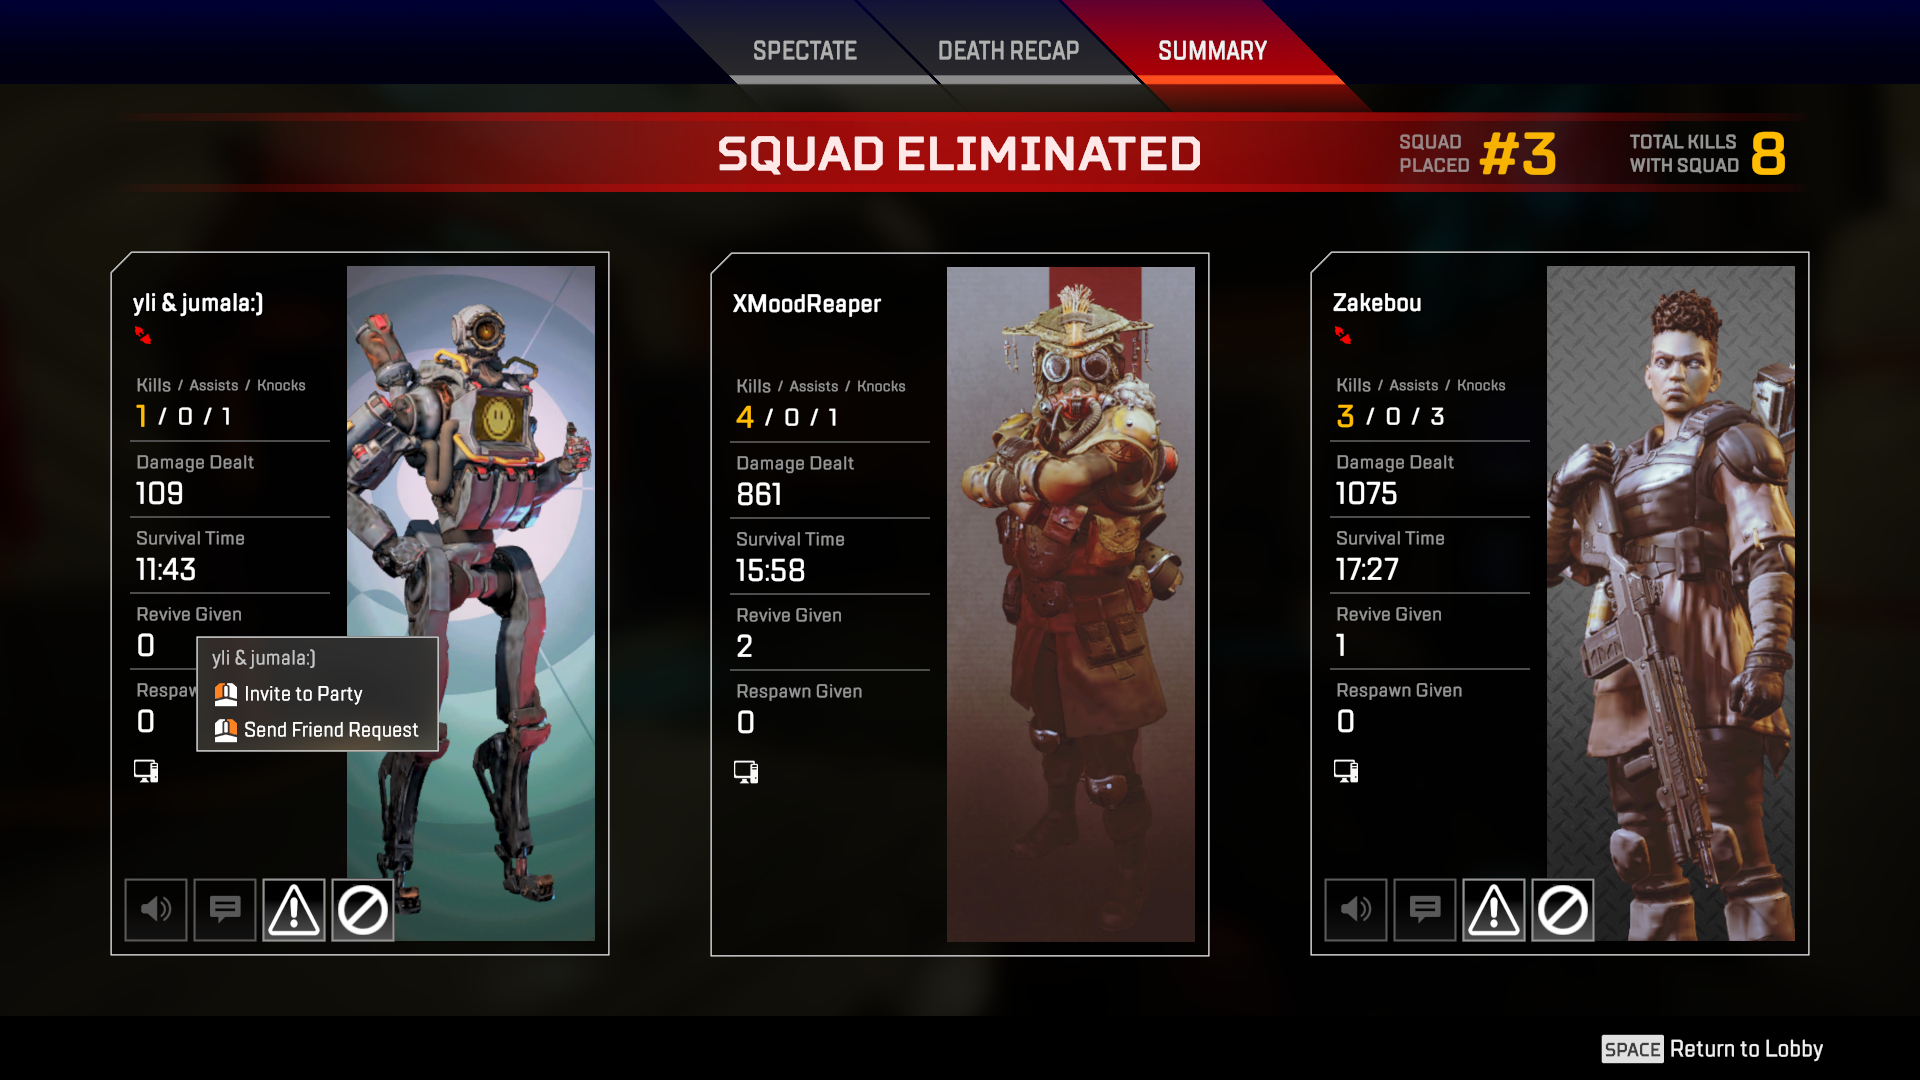 SPECTATE
DEATH RECAP
SUMMARY
SQUAD ELIMINATED
SQUAD
PLACED
#3
TOTAL KILLS
WITH SQUAD
8
yli & jumala:)
Kills / Assists / Knocks
1 / 0 / 1
Damage Dealt
109
Survival Time
11:43
Revive Given
0
Respaw
0
yli & jumala:)
Invite to Party
Send Friend Request
XMoodReaper
Kills / Assists / Knocks
4 / 0 / 1
Damage Dealt
861
Survival Time
15:58
Revive Given
2
Respawn Given
0
Zakebou
Kills / Assists / Knocks
3 / 0 / 3
Damage Dealt
1075
Survival Time
17:27
Revive Given
1
Respawn Given
0
SPACE Return to Lobby